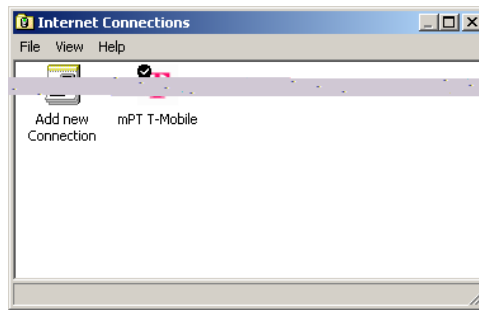 Internet Connections
File View Help
Add new
Connection
mPT T-Mobile